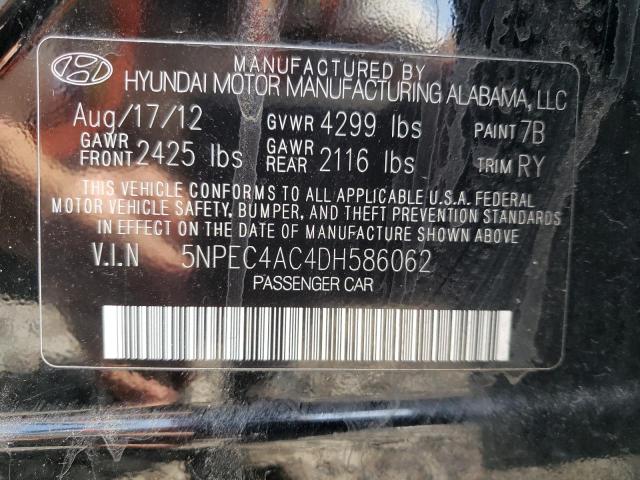 MANUFACTURED BY
HYUNDAI MOTOR MANUFACTURING ALABAMA, LLC
Aug/17/12 GVWR 4299 lbs PAINT 7B
GAWR FRONT 2425 lbs GAWR REAR 2116 lbs TRIM RY
THIS VEHICLE CONFORMS TO ALL APPLICABLE U.S.A. FEDERAL
MOTOR VEHICLE SAFETY, BUMPER, AND THEFT PREVENTION STANDARDS
IN EFFECT ON THE DATE OF MANUFACTURE SHOWN ABOVE.
V.I.N 5NPEC4AC4DH586062
PASSENGER CAR